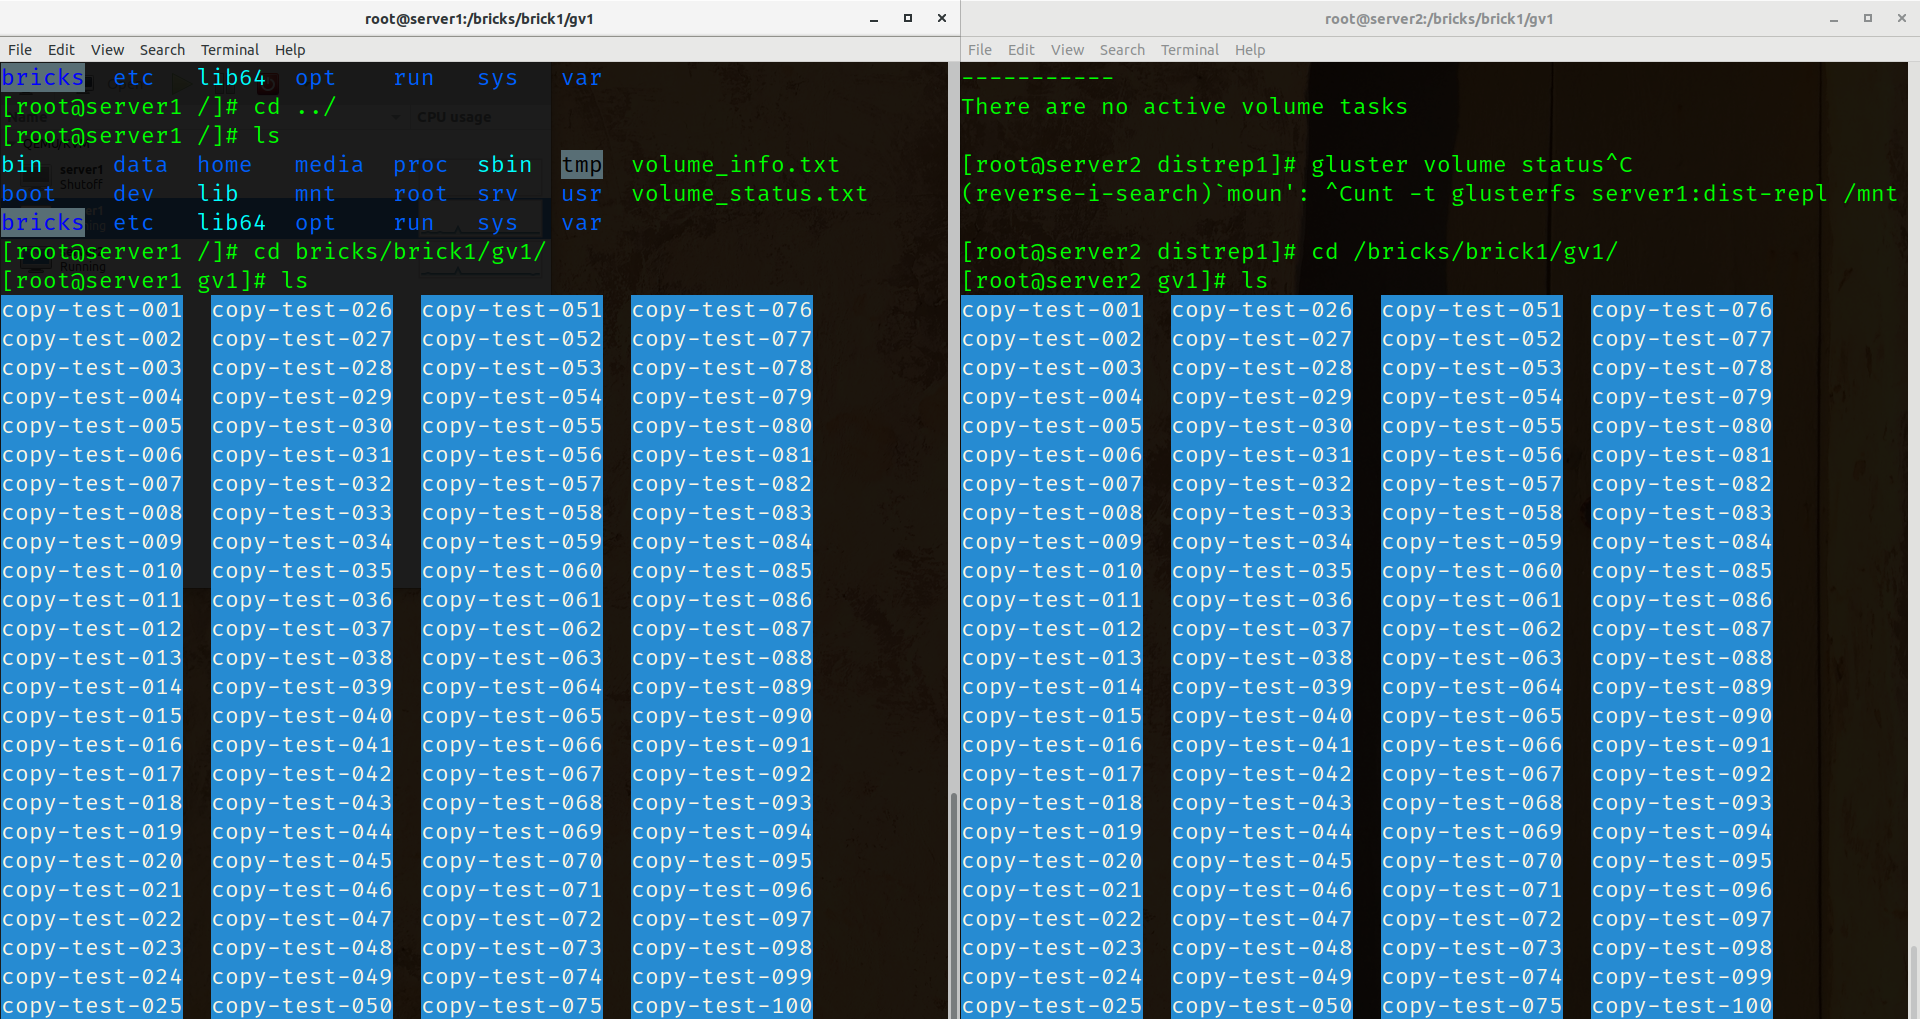 root@server1:/bricks/brick1/gv1
File Edit View Search Terminal Help
bricks etc lib64 opt run sys var
[root@server1 /]# cd ../
[root@server1 /]# ls
bin data home media proc sbin tmp volume_info.txt
boot dev lib mnt root srv usr volume_status.txt
bricks etc lib64 opt run sys var
[root@server1 /]# cd bricks/brick1/gv1/
[root@server1 gv1]# ls
copy-test-001 copy-test-026 copy-test-051 copy-test-076
copy-test-002 copy-test-027 copy-test-052 copy-test-077
copy-test-003 copy-test-028 copy-test-053 copy-test-078
copy-test-004 copy-test-029 copy-test-054 copy-test-079
copy-test-005 copy-test-030 copy-test-055 copy-test-080
copy-test-006 copy-test-031 copy-test-056 copy-test-081
copy-test-007 copy-test-032 copy-test-057 copy-test-082
copy-test-008 copy-test-033 copy-test-058 copy-test-083
copy-test-009 copy-test-034 copy-test-059 copy-test-084
copy-test-010 copy-test-035 copy-test-060 copy-test-085
copy-test-011 copy-test-036 copy-test-061 copy-test-086
copy-test-012 copy-test-037 copy-test-062 copy-test-087
copy-test-013 copy-test-038 copy-test-063 copy-test-088
copy-test-014 copy-test-039 copy-test-064 copy-test-089
copy-test-015 copy-test-040 copy-test-065 copy-test-090
copy-test-016 copy-test-041 copy-test-066 copy-test-091
copy-test-017 copy-test-042 copy-test-067 copy-test-092
copy-test-018 copy-test-043 copy-test-068 copy-test-093
copy-test-019 copy-test-044 copy-test-069 copy-test-094
copy-test-020 copy-test-045 copy-test-070 copy-test-095
copy-test-021 copy-test-046 copy-test-071 copy-test-096
copy-test-022 copy-test-047 copy-test-072 copy-test-097
copy-test-023 copy-test-048 copy-test-073 copy-test-098
copy-test-024 copy-test-049 copy-test-074 copy-test-099
copy-test-025 copy-test-050 copy-test-075 copy-test-100
CPU usage
server1
Shutoff
Running
root@server2:/bricks/brick1/gv1
File Edit View Search Terminal Help
-----------
There are no active volume tasks
[root@server2 distrep1]# gluster volume status^C
(reverse-i-search)`moun': ^Cunt -t glusterfs server1:dist-repl /mnt
[root@server2 distrep1]# cd /bricks/brick1/gv1/
[root@server2 gv1]# ls
copy-test-001 copy-test-026 copy-test-051 copy-test-076
copy-test-002 copy-test-027 copy-test-052 copy-test-077
copy-test-003 copy-test-028 copy-test-053 copy-test-078
copy-test-004 copy-test-029 copy-test-054 copy-test-079
copy-test-005 copy-test-030 copy-test-055 copy-test-080
copy-test-006 copy-test-031 copy-test-056 copy-test-081
copy-test-007 copy-test-032 copy-test-057 copy-test-082
copy-test-008 copy-test-033 copy-test-058 copy-test-083
copy-test-009 copy-test-034 copy-test-059 copy-test-084
copy-test-010 copy-test-035 copy-test-060 copy-test-085
copy-test-011 copy-test-036 copy-test-061 copy-test-086
copy-test-012 copy-test-037 copy-test-062 copy-test-087
copy-test-013 copy-test-038 copy-test-063 copy-test-088
copy-test-014 copy-test-039 copy-test-064 copy-test-089
copy-test-015 copy-test-040 copy-test-065 copy-test-090
copy-test-016 copy-test-041 copy-test-066 copy-test-091
copy-test-017 copy-test-042 copy-test-067 copy-test-092
copy-test-018 copy-test-043 copy-test-068 copy-test-093
copy-test-019 copy-test-044 copy-test-069 copy-test-094
copy-test-020 copy-test-045 copy-test-070 copy-test-095
copy-test-021 copy-test-046 copy-test-071 copy-test-096
copy-test-022 copy-test-047 copy-test-072 copy-test-097
copy-test-023 copy-test-048 copy-test-073 copy-test-098
copy-test-024 copy-test-049 copy-test-074 copy-test-099
copy-test-025 copy-test-050 copy-test-075 copy-test-100